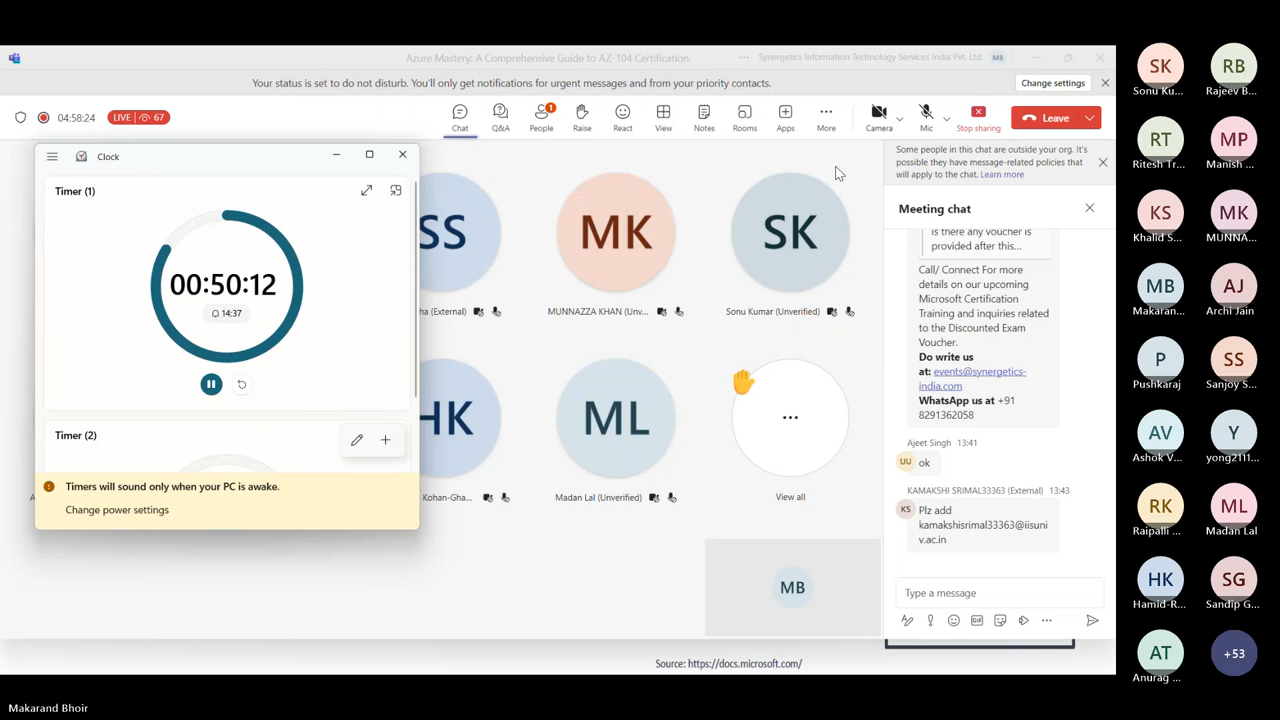 Azure Mastery: A Comprehensive Guide to AZ-104 Certification.
Synergetics Information Technology Services India Pvt. Ltd
MB
Your status is set to do not disturb. You'll only get notifications for urgent messages and from your priority contacts.
Change settings
04:58:24
LIVE
67
Chat
Q&A
1
People
Raise
React
View
Notes
Rooms
Apps
More
Camera
Mic
Stop sharing
Leave
Clock
Timer (1)
00:50:12
14:37
Timer (2)
Timers will sound only when your PC is awake.
Change power settings
SS
MK
SK
ha (External)
MUNNAZZA KHAN (Unv...
Sonu Kumar (Unverified)
HK
ML
...
Kohan-Gha...
Madan Lal (Unverified)
View all
MB
Some people in this chat are outside your org. It's
possible they have message-related policies that
will apply to the chat. Learn more
Meeting chat
is there any voucher is
provided after this...
Call/ Connect For more
details on our upcoming
Microsoft Certification
Training and inquiries related
to the Discounted Exam
Voucher.
Do write us
at: events@synergetics-
india.com
WhatsApp us at +91
8291362058
Ajeet Singh 13:41
UU
ok
KAMAKSHI SRIMAL33363 (External) 13:43
KS
Plz add
kamakshisrimal33363@iisuni
v.ac.in
Type a message
GIF
Source: https://docs.microsoft.com/
SK
Sonu Ku...
RB
Rajeev B...
RT
Ritesh Tr...
MP
Manish ...
KS
Khalid S...
MK
MUNNA...
MB
Makaran...
AJ
Archi Jain
P
Pushkaraj
SS
Sanjoy S...
AV
Ashok V...
Y
yong2111...
RK
Raipalli ...
ML
Madan Lal
HK
Hamid-R...
SG
Sandip G...
AT
Anurag ...
+53
Makarand Bhoir